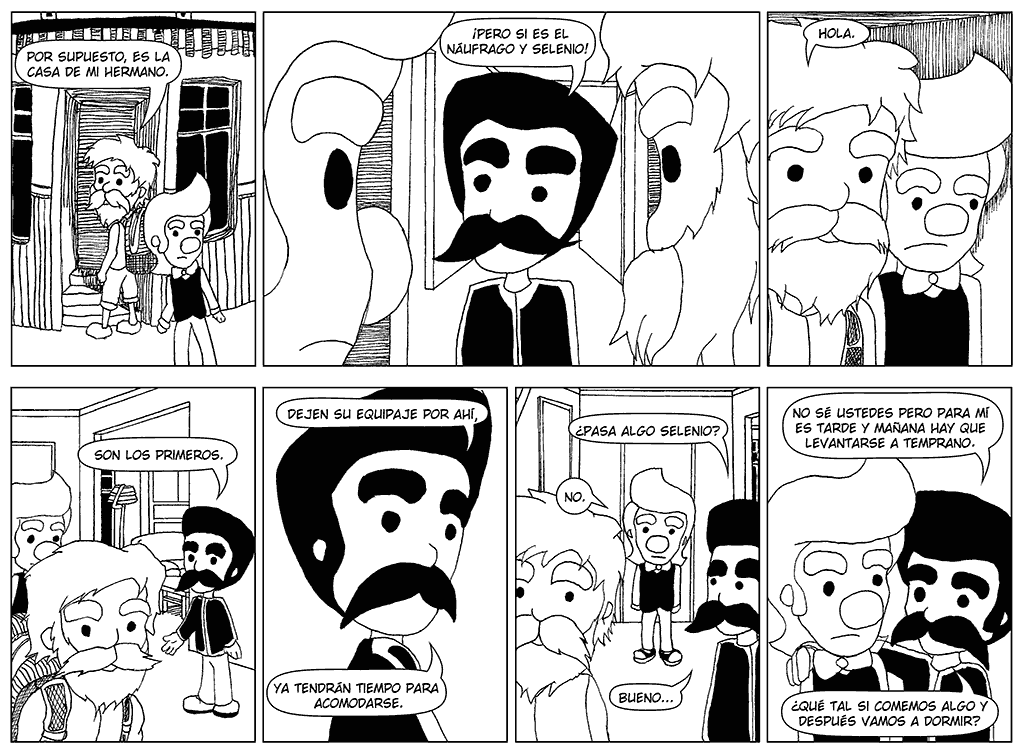 POR SUPUESTO, ES LA
CASA DE MI HERMANO.
¡PERO SI ES EL
NÁUFRAGO Y SELENIO!
HOLA.
SON LOS PRIMEROS.
DEJEN SU EQUIPAJE POR AHÍ,
YA TENDRÁN TIEMPO PARA
ACOMODARSE.
¿PASA ALGO SELENIO?
NO.
BUENO...
NO SÉ USTEDES PERO PARA MÍ
ES TARDE Y MAÑANA HAY QUE
LEVANTARSE A TEMPRANO.
¿QUÉ TAL SI COMEMOS ALGO Y
DESPUÉS VAMOS A DORMIR?